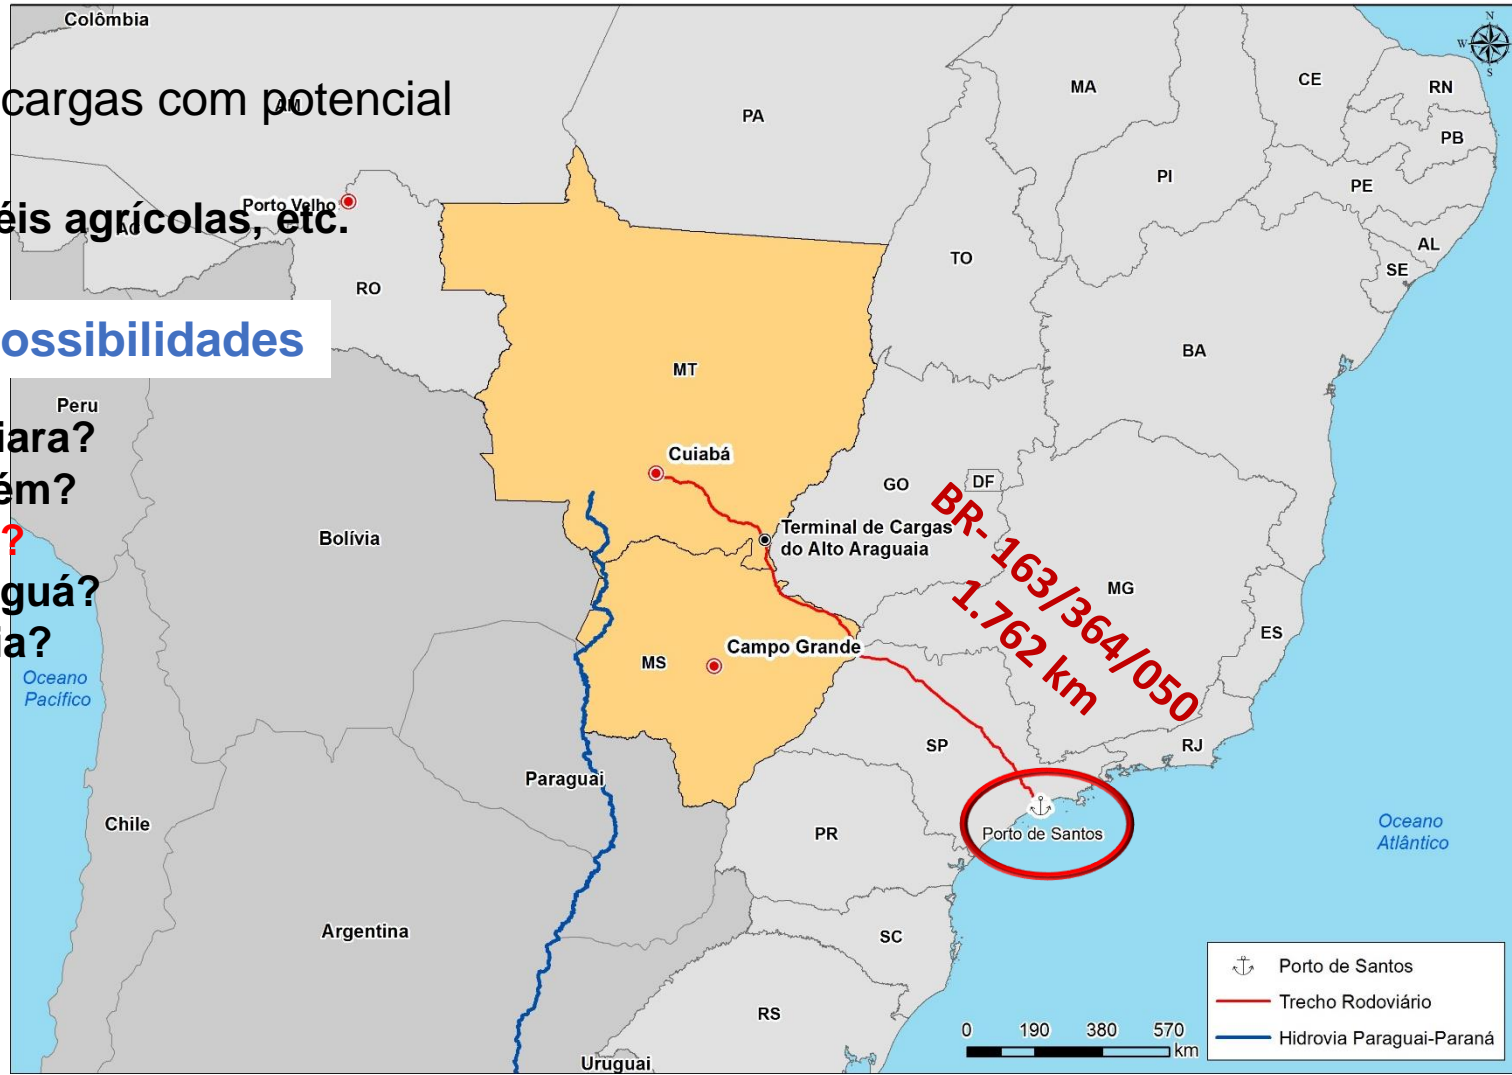 Colômbia
N
W
S
cargas com potencial
AM
PA
MA
CE
RN
PB
PI
PE
Porto Velho
éis agrícolas, etc.
AC
AL
SE
TO
RO
ossibilidades
BA
MT
Peru
iara?
Cuiabá
ém?
GO
DF
Bolívia
?
Terminal de Cargas
do Alto Araguaia
BR-163/364/050
1.762 km
MG
guá?
ia?
ES
Campo Grande
MS
Oceano
Pacífico
SP
RJ
Paraguai
Chile
PR
Porto de Santos
Oceano
Atlântico
Argentina
SC
RS
Uruguai
0 190 380 570
km
Porto de Santos
Trecho Rodoviário
Hidrovia Paraguai-Paraná